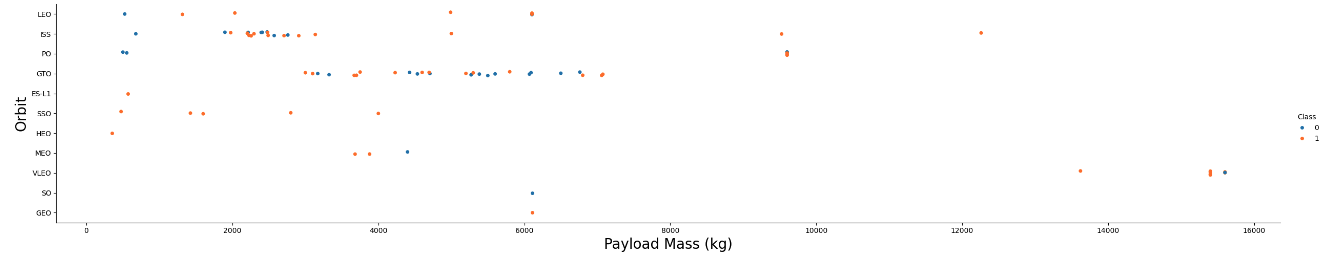 LEO
ISS
PO
GTO
ES-L1
SSO
HEO
MEO
VLEO
SO
GEO
Orbit
0
2000
4000
6000
8000
10000
12000
14000
16000
Payload Mass (kg)
Class
0
1